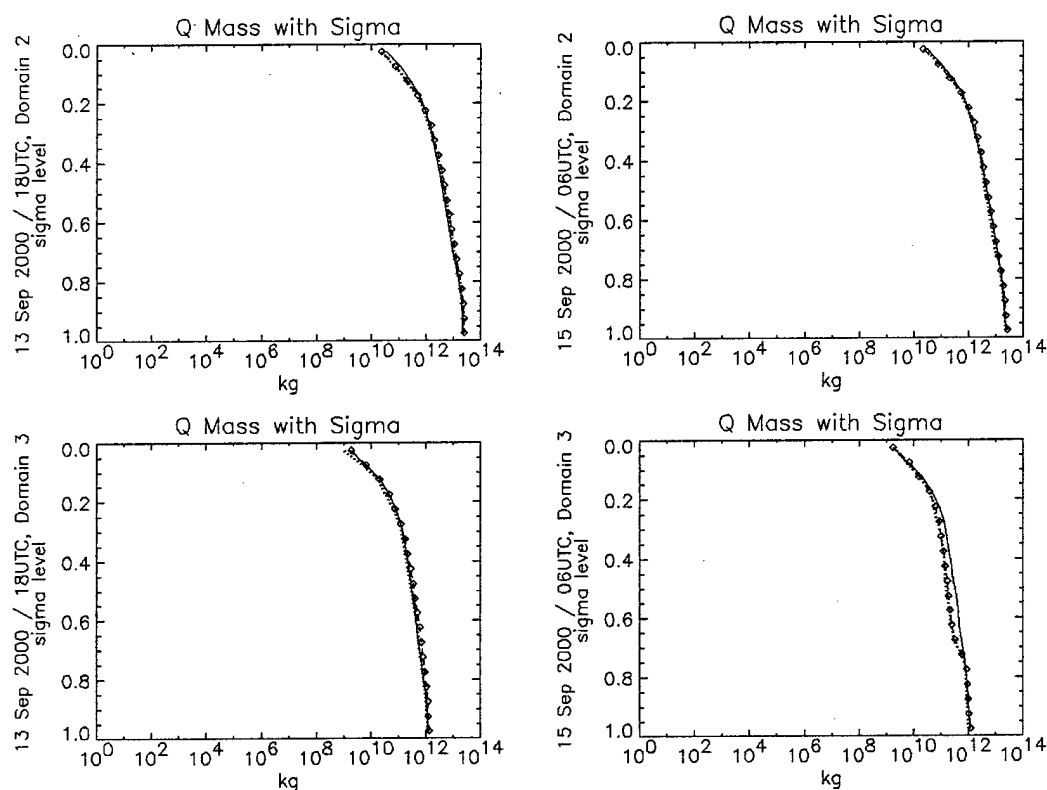 Q Mass with Sigma
13 Sep 2000 / 18UTC, Domain 2
sigma level
0.0
0.2
0.4
0.6
0.8
1.0
10^0 10^2 10^4 10^6 10^8 10^10 10^12 10^14
kg
Q Mass with Sigma
15 Sep 2000 / 06UTC, Domain 2
sigma level
0.0
0.2
0.4
0.6
0.8
1.0
10^0 10^2 10^4 10^6 10^8 10^10 10^12 10^14
kg
Q Mass with Sigma
13 Sep 2000 / 18UTC, Domain 3
sigma level
0.0
0.2
0.4
0.6
0.8
1.0
10^0 10^2 10^4 10^6 10^8 10^10 10^12 10^14
kg
Q Mass with Sigma
15 Sep 2000 / 06UTC, Domain 3
sigma level
0.0
0.2
0.4
0.6
0.8
1.0
10^0 10^2 10^4 10^6 10^8 10^10 10^12 10^14
kg